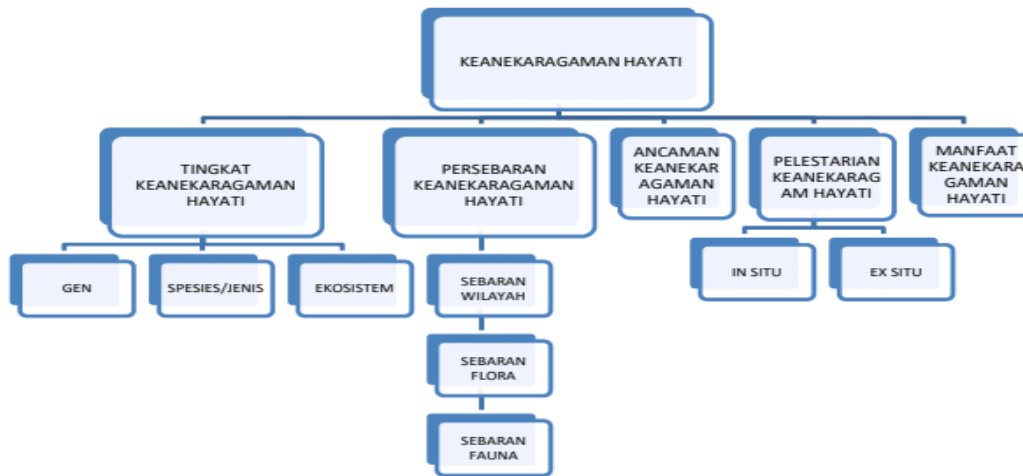 KEANEKARAGAMAN HAYATI
TINGKAT
KEANEKARAGAMAN
HAYATI
PERSEBARAN
KEANEKARAGAMAN
HAYATI
ANCAMAN
KEANEKAR
AGAMAN
HAYATI
PELESTARIAN
KEANEKARAG
AM HAYATI
MANFAAT
KEANEKARA
GAMAN
HAYATI
GEN
SPESIES/JENIS
EKOSISTEM
SEBARAN
WILAYAH
SEBARAN
FLORA
SEBARAN
FAUNA
IN SITU
EX SITU